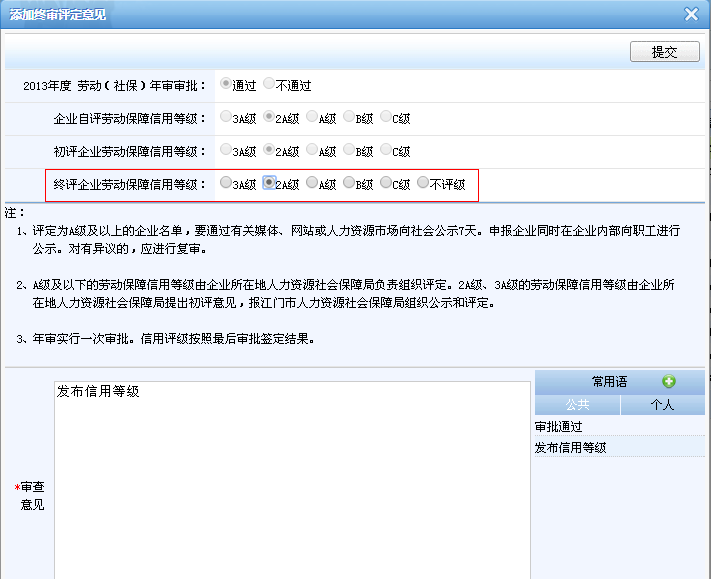 添加终审评定意见
提交
2013年度 劳动（社保）年审审批： 通过 不通过
企业自评劳动保障信用等级： 3A级 2A级 A级 B级 C级
初评企业劳动保障信用等级： 3A级 2A级 A级 B级 C级
终评企业劳动保障信用等级： 3A级 2A级 A级 B级 C级 不评级
注：
1、评定为A级及以上的企业名单，要通过有关媒体、网站或人力资源市场向社会公示7天。申报企业同时在企业内部向职工进行
公示。对有异议的，应进行复审。
2、A级及以下的劳动保障信用等级由企业所在地人力资源社会保障局负责组织评定。2A级、3A级的劳动保障信用等级由企业所
在地人力资源社会保障局提出初评意见，报江门市人力资源社会保障局组织公示和评定。
3、年审实行一次审批。信用评级按照最后审批签定结果。
*审查
意见
发布信用等级
常用语
公共 个人
审批通过
发布信用等级